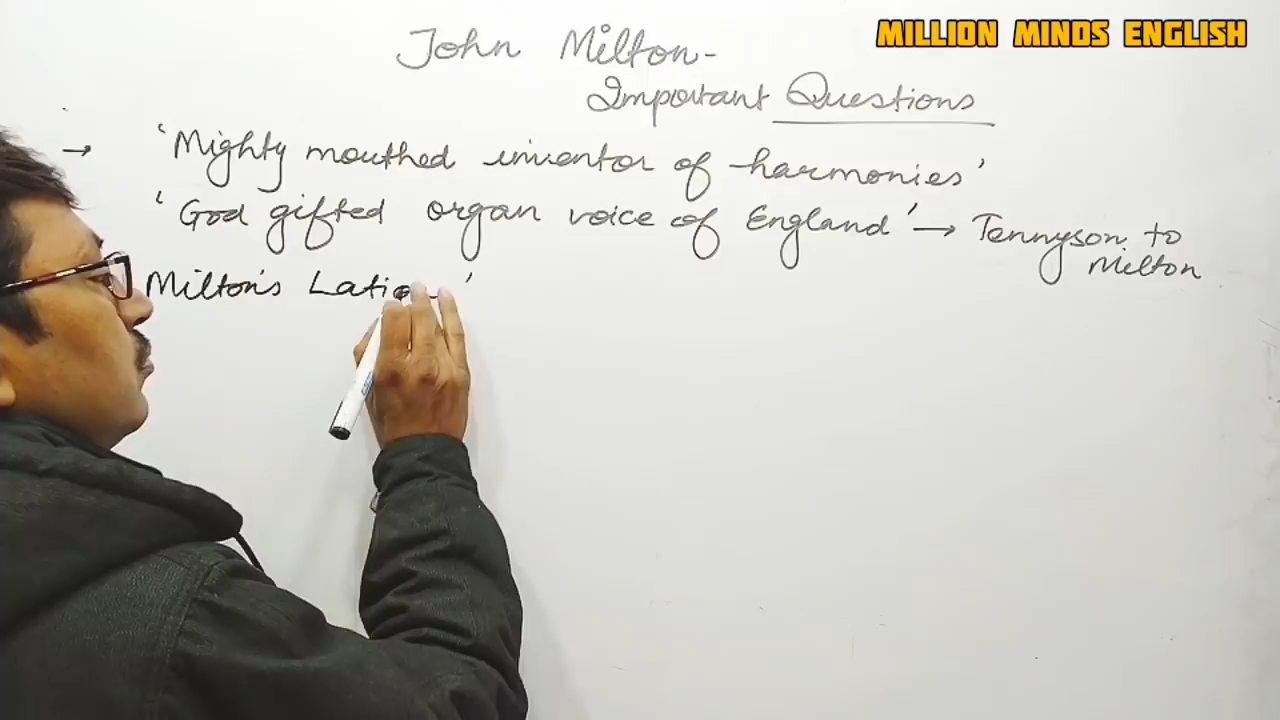 MILLION MINDS ENGLISH
John Milton-
Important Questions
→ 'Mighty mouthed inventor of harmonies'
'God gifted organ voice of England' → Tennyson to
Milton
Milton's